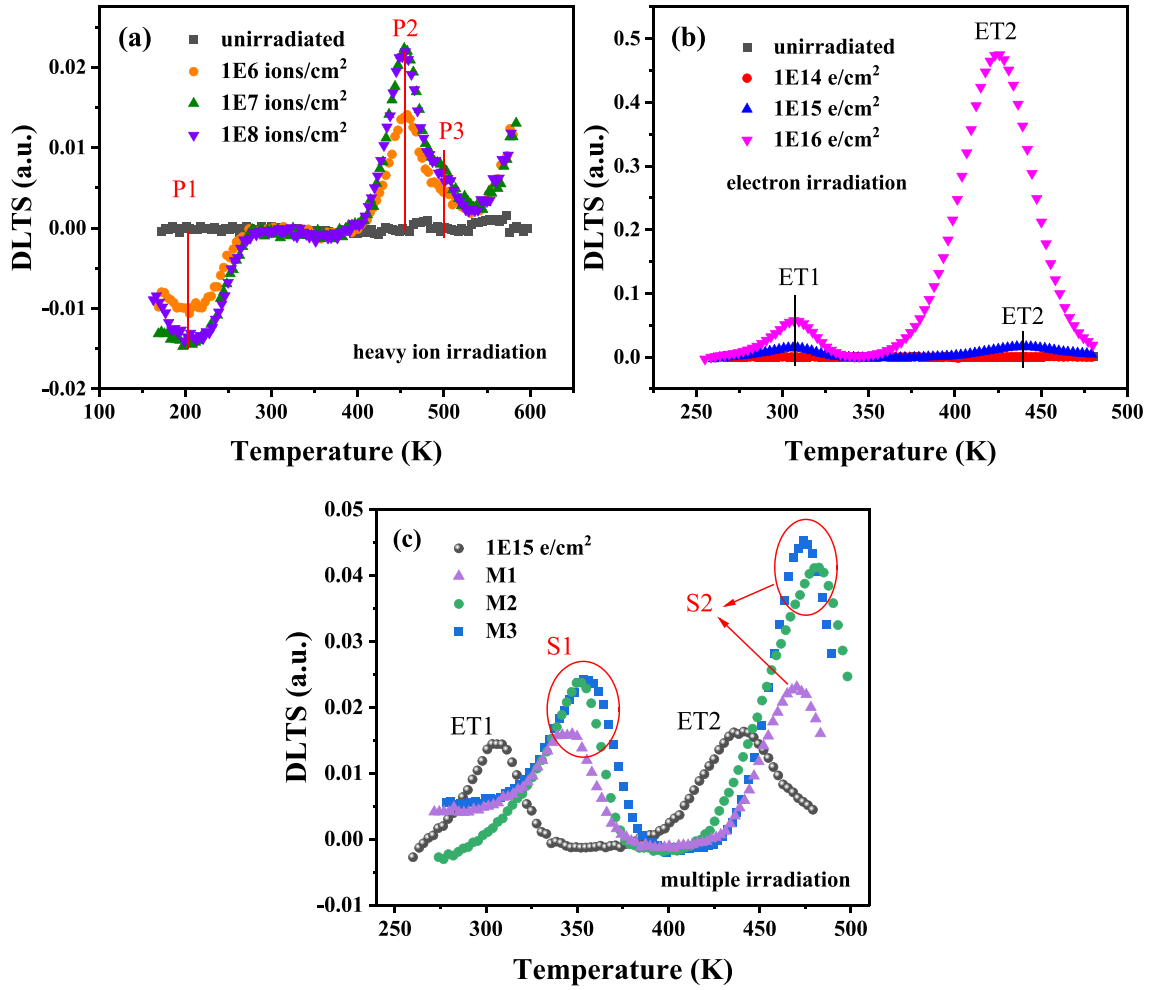 (a)
unirradiated
1E6 ions/cm²
1E7 ions/cm²
1E8 ions/cm²
P1
P2
P3
heavy ion irradiation
0.02
0.01
0.00
-0.01
-0.02
DLTS (a.u.)
100 200 300 400 500 600
Temperature (K)
(b)
unirradiated
1E14 e/cm²
1E15 e/cm²
1E16 e/cm²
ET2
electron irradiation
ET1
ET2
0.5
0.4
0.3
0.2
0.1
0.0
DLTS (a.u.)
250 300 350 400 450 500
Temperature (K)
(c)
1E15 e/cm²
M1
M2
M3
S1
S2
ET1
ET2
multiple irradiation
0.05
0.04
0.03
0.02
0.01
0.00
-0.01
DLTS (a.u.)
250 300 350 400 450 500
Temperature (K)